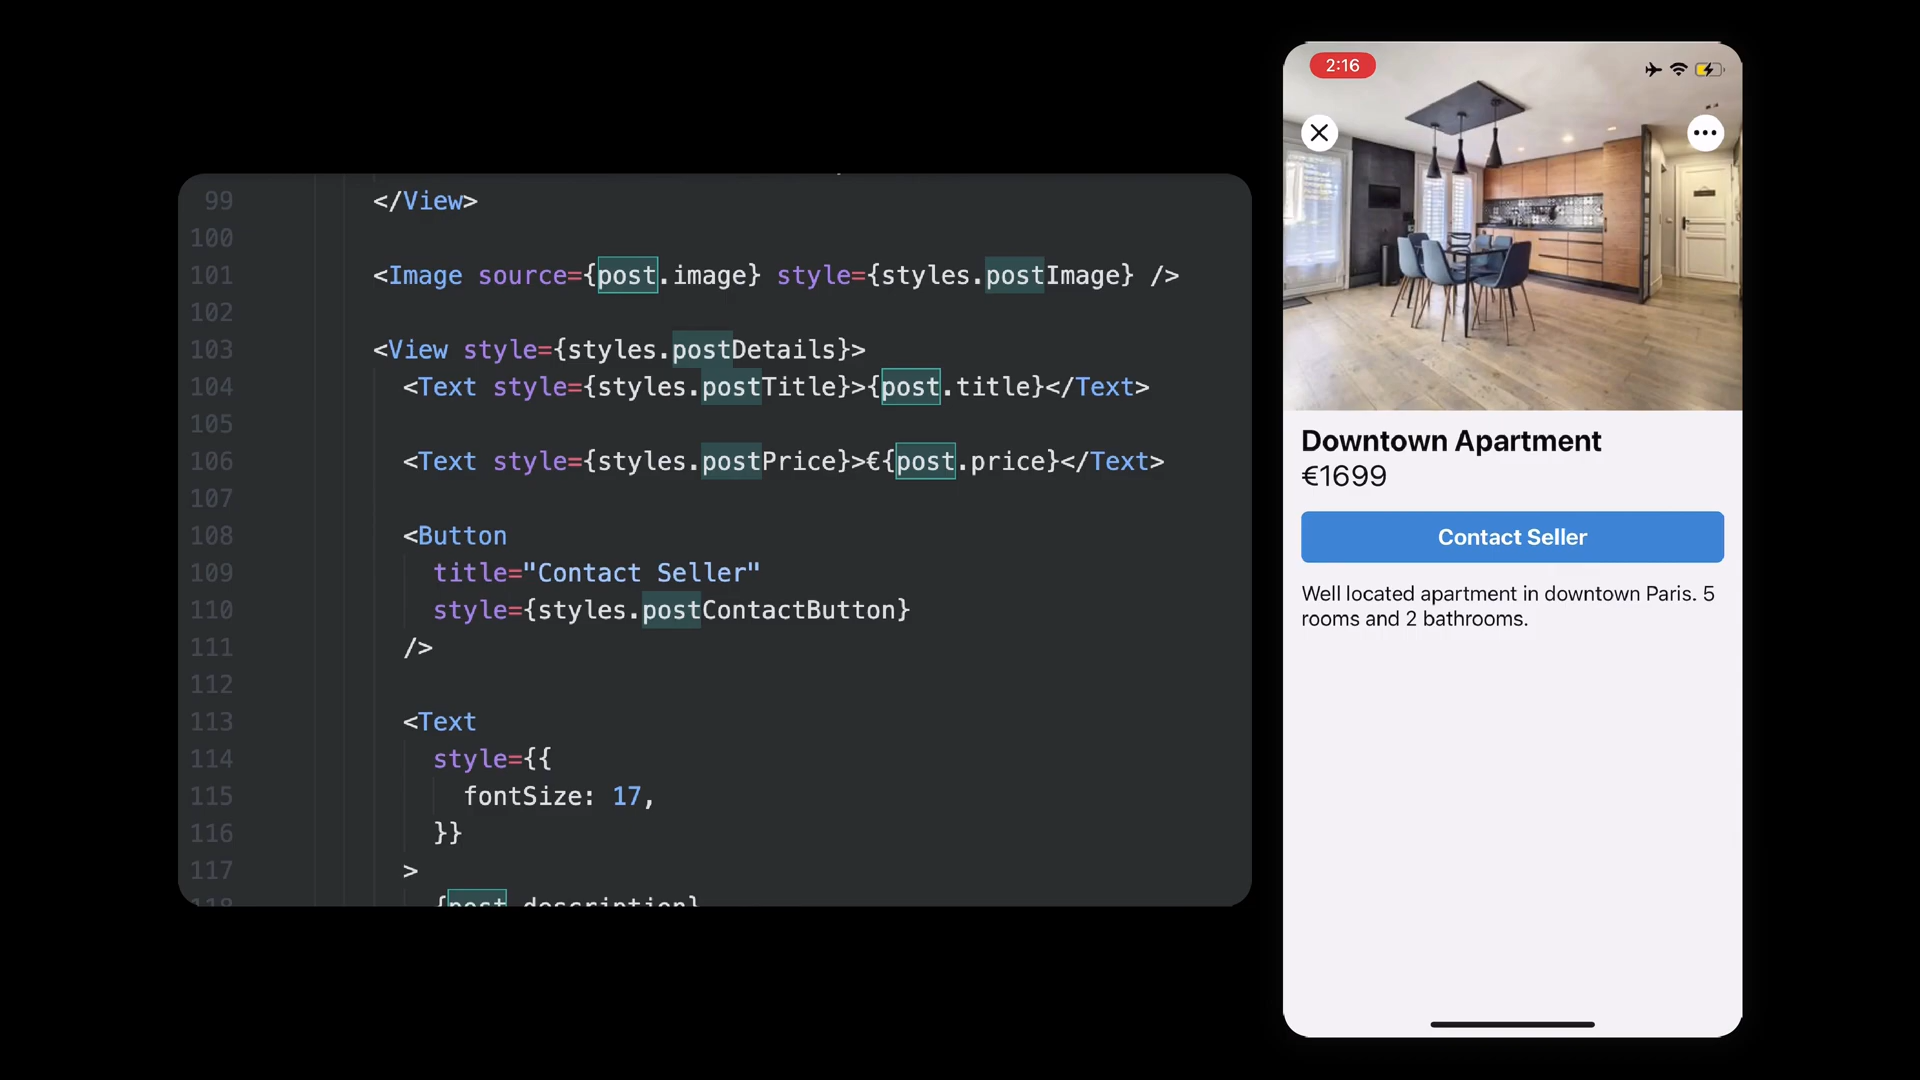 99 </View>
100
101 <Image source={post.image} style={styles.postImage} />
102
103 <View style={styles.postDetails}>
104 <Text style={styles.postTitle}>{post.title}</Text>
105
106 <Text style={styles.postPrice}>€{post.price}</Text>
107
108 <Button
109 title="Contact Seller"
110 style={styles.postContactButton}
111 />
112
113 <Text
114 style={{
115 fontSize: 17,
116 }}
117 >
118 {post.description}
2:16
Downtown Apartment
€1699
Contact Seller
Well located apartment in downtown Paris. 5
rooms and 2 bathrooms.